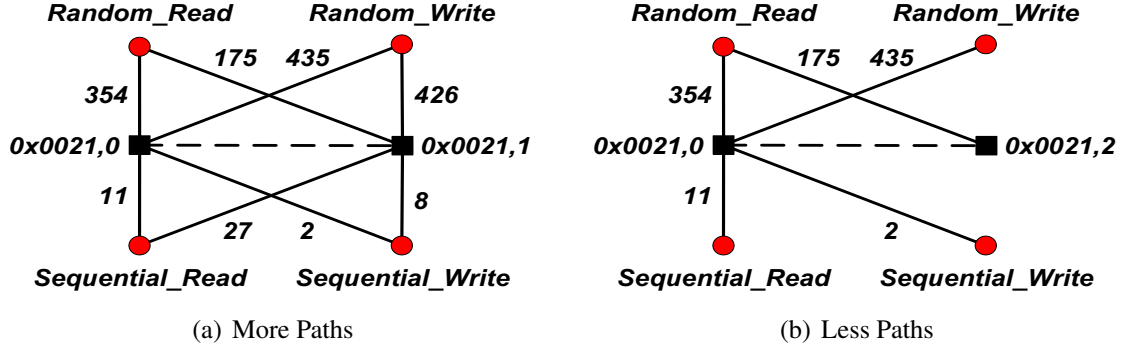 Random_Read Random_Write Random_Read Random_Write
175 435 175 435
354 426 354
0x0021,0 0x0021,1 0x0021,0 0x0021,2
11 8 11
27 2 2
Sequential_Read Sequential_Write Sequential_Read Sequential_Write
(a) More Paths (b) Less Paths